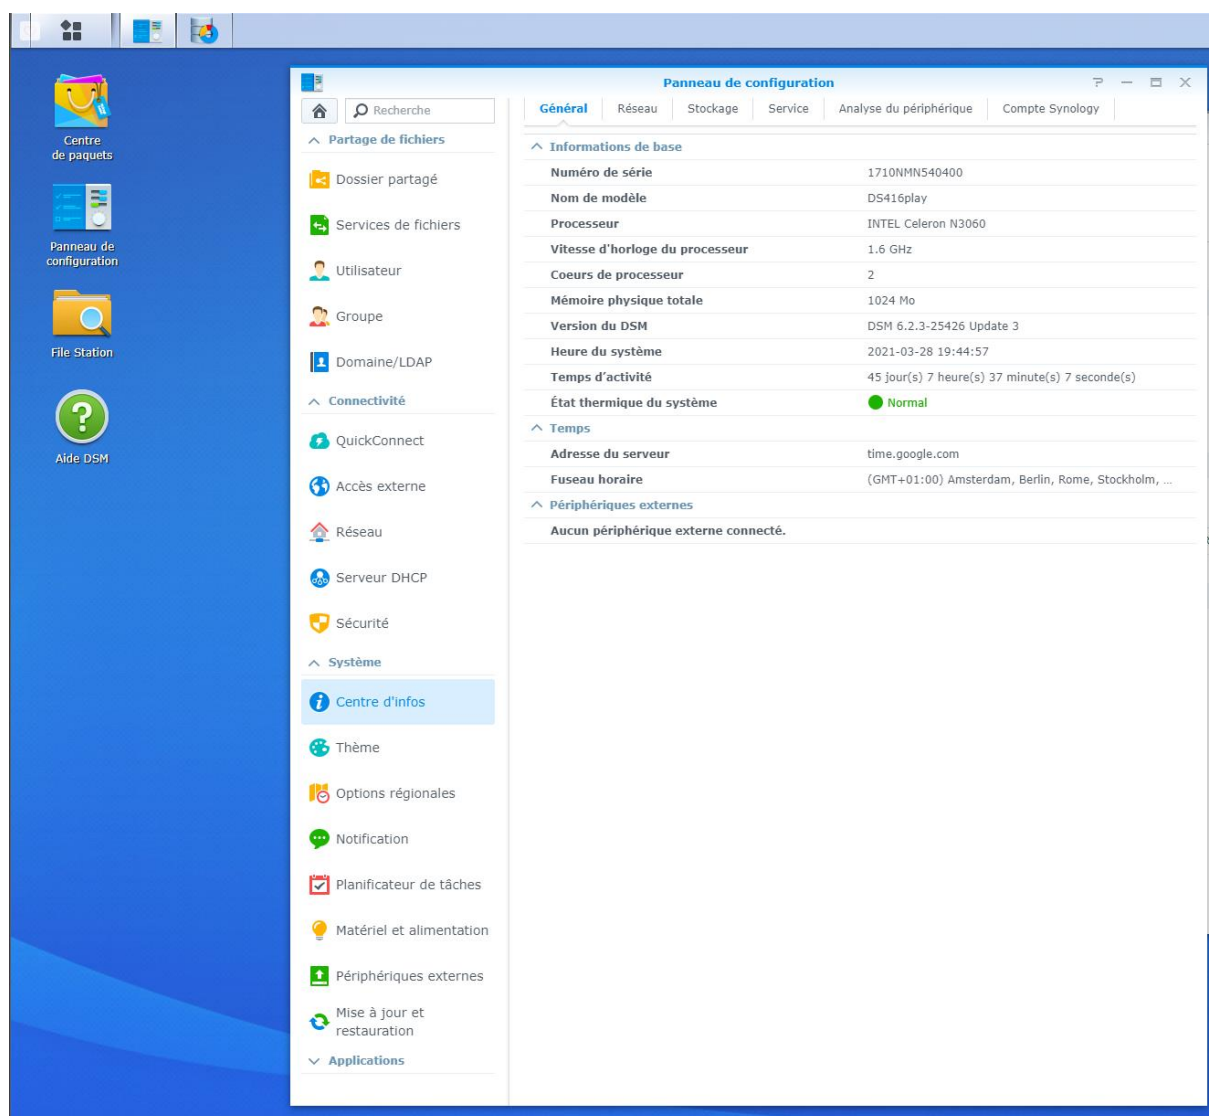 Centre
de paquets
Panneau de
configuration
File Station
Aide DSM
Panneau de configuration
Recherche
Partage de fichiers
Dossier partagé
Services de fichiers
Utilisateur
Groupe
Domaine/LDAP
Connectivité
QuickConnect
Accès externe
Réseau
Serveur DHCP
Sécurité
Système
Centre d'infos
Thème
Options régionales
Notification
Planificateur de tâches
Matériel et alimentation
Périphériques externes
Mise à jour et
restauration
Applications
Général Réseau Stockage Service Analyse du périphérique Compte Synology
Informations de base
Numéro de série 1710NMN540400
Nom de modèle DS416play
Processeur INTEL Celeron N3060
Vitesse d'horloge du processeur 1.6 GHz
Coeurs de processeur 2
Mémoire physique totale 1024 Mo
Version du DSM DSM 6.2.3-25426 Update 3
Heure du système 2021-03-28 19:44:57
Temps d'activité 45 jour(s) 7 heure(s) 37 minute(s) 7 seconde(s)
État thermique du système Normal
Temps
Adresse du serveur time.google.com
Fuseau horaire (GMT+01:00) Amsterdam, Berlin, Rome, Stockholm, ...
Périphériques externes
Aucun périphérique externe connecté.